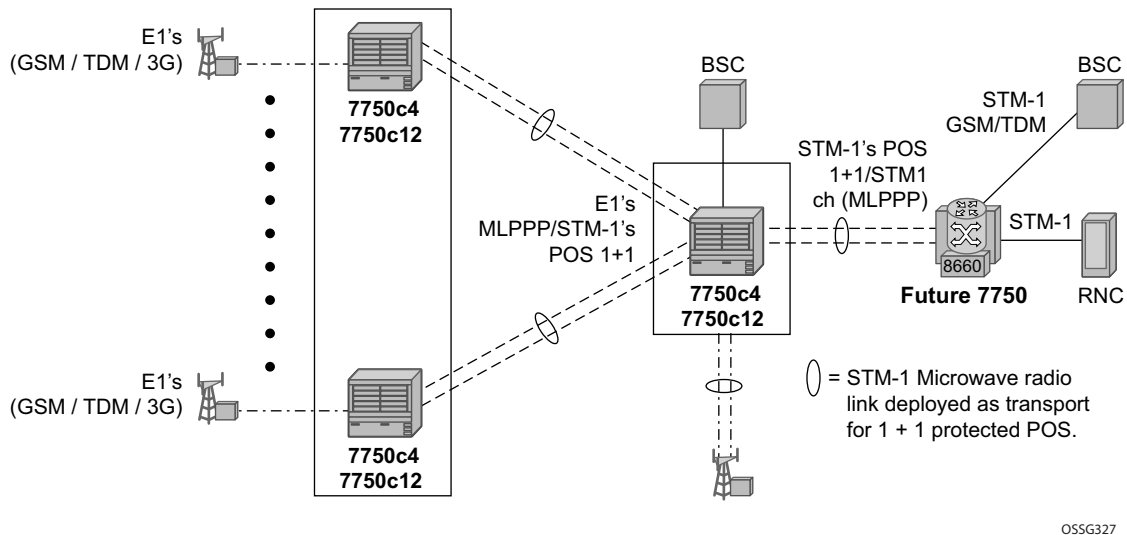 E1's
(GSM / TDM / 3G)
7750c4
7750c12
BSC
BSC
STM-1
GSM/TDM
STM-1's POS
1+1/STM1
ch (MLPPP)
E1's
MLPPP/STM-1's
POS 1+1
STM-1
8660
7750c4
7750c12
Future 7750
RNC
E1's
(GSM / TDM / 3G)
7750c4
7750c12
= STM-1 Microwave radio
link deployed as transport
for 1 + 1 protected POS.
OSSG327